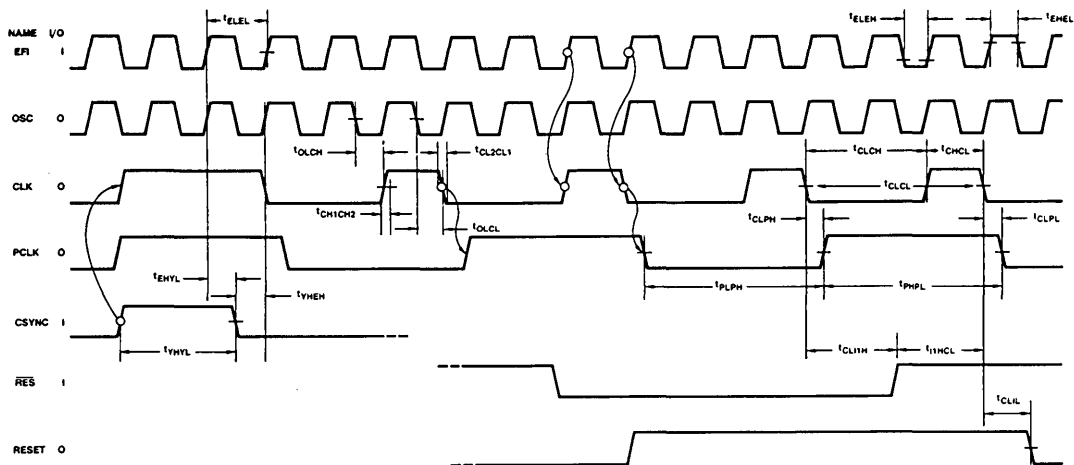 NAME I/O
tELEL
tELEH
tEHEL
EFI I
OSC O
tOLCH
tCL2CL1
tCLCH
tCHCL
CLK O
tCLCL
tCH1CH2
tOLCL
tCLPH
tCLPL
PCLK O
tEHYL
tYHEH
tPLPH
tPHPL
CSYNC I
tYHYL
tCLI1H
tI1HCL
RES I
tCLIL
RESET O